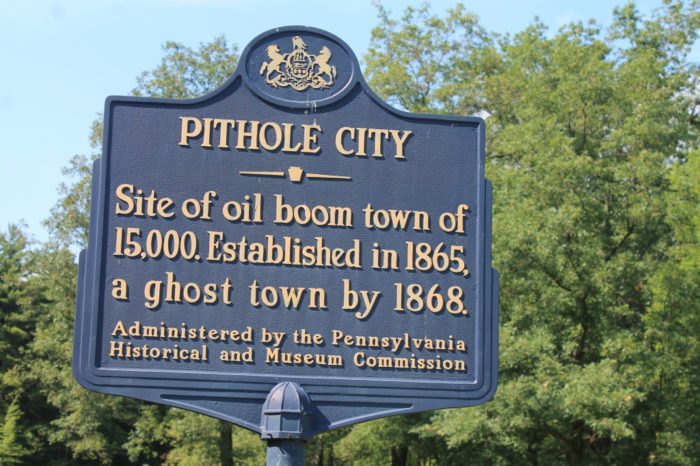 PITHOLE CITY
Site of oil boom town of
15,000. Established in 1865,
a ghost town by 1868.
Administered by the Pennsylvania
Historical and Museum Commission